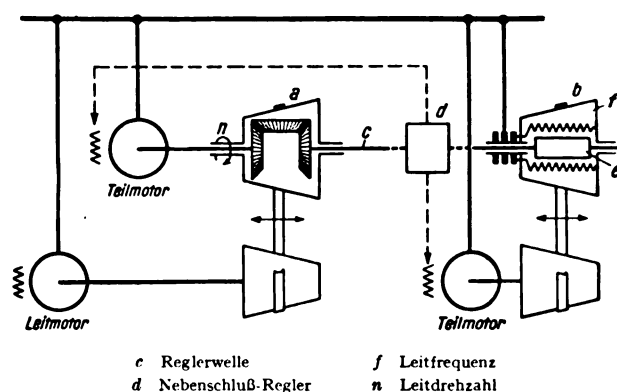 a
b
f
n
d
c
e
Teilmotor
Leitmotor
Teilmotor
c Reglerwelle
f Leitfrequenz
d Nebenschluß-Regler
n Leitdrehzahl